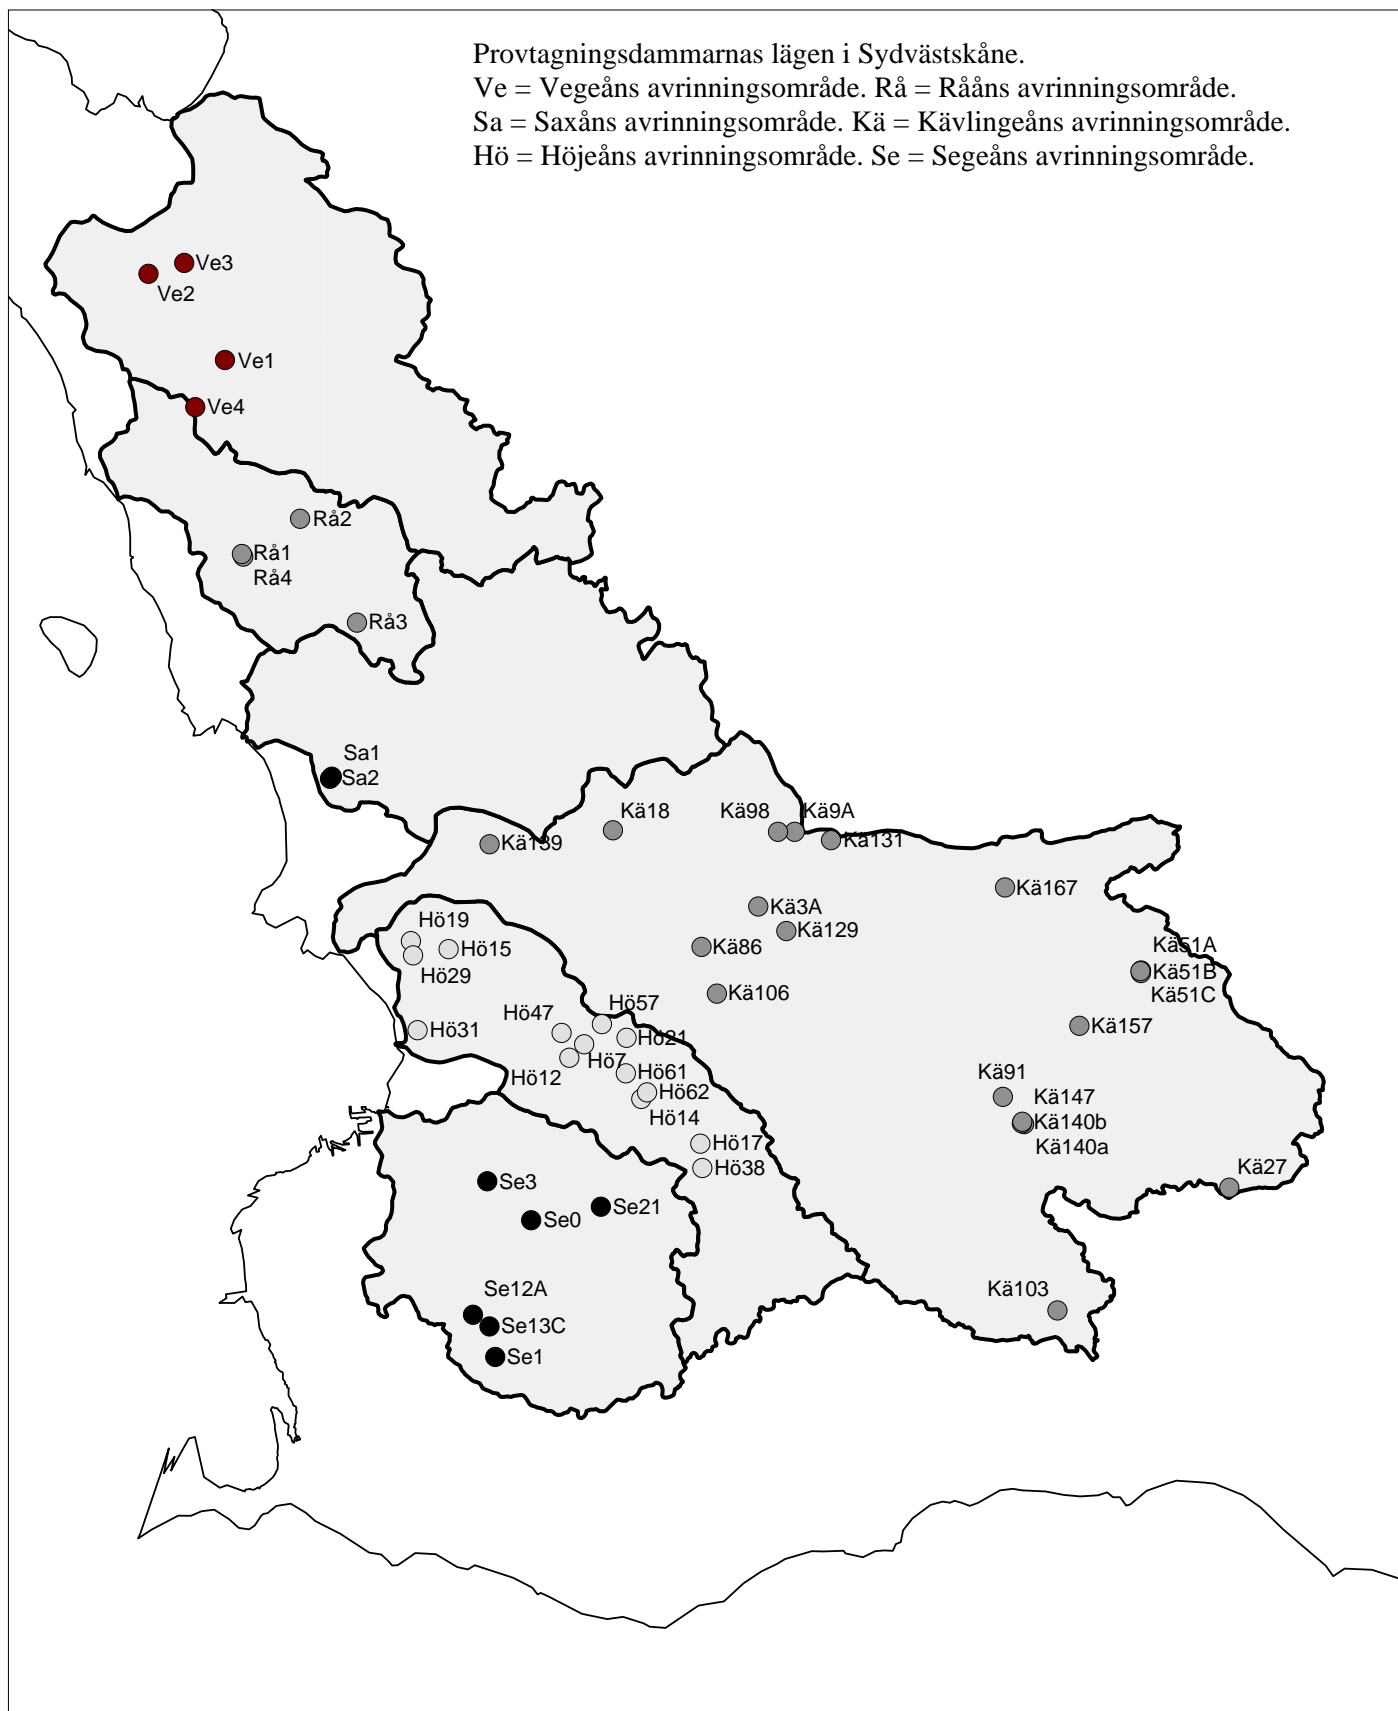 Provtagningsdammarnas lägen i Sydvästskåne.
Ve = Vegeåns avrinningsområde. Rå = Rååns avrinningsområde.
Sa = Saxåns avrinningsområde. Kä = Kävlingeåns avrinningsområde.
Hö = Höjeåns avrinningsområde. Se = Segeåns avrinningsområde.
Ve3
Ve2
Ve1
Ve4
Rå2
Rå1
Rå4
Rå3
Sa1
Sa2
Kä18
Kä98
Kä9A
Kä139
Kä131
Kä167
Kä3A
Hö19
Kä129
Hö15
Kä86
Kä51A
Hö29
Kä51B
Kä51C
Kä106
Hö57
Kä157
Hö47
Hö31
Hö21
Hö7
Hö12
Hö61
Hö62
Kä91
Kä147
Hö14
Kä140b
Kä140a
Hö17
Hö38
Kä27
Se3
Se21
Se0
Se12A
Kä103
Se13C
Se1